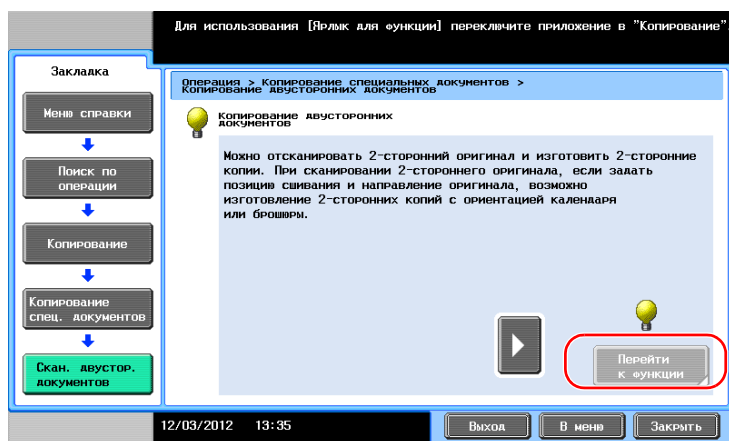 Для использования [Ярлык для функции] переключите приложение в "Копирование".
Закладка
Меню справки
Поиск по
операции
Копирование
Копирование
спец. документов
Скан. двустор.
документов
Операция > Копирование специальных документов >
Копирование двусторонних документов
Копирование двусторонних
документов
Можно отсканировать 2-сторонний оригинал и изготовить 2-сторонние
копии. При сканировании 2-стороннего оригинала, если задать
позицию сшивания и направление оригинала, возможно
изготовление 2-сторонних копий с ориентацией календаря
или брошюры.
Перейти
к функции
12/03/2012 13:35
Выход
В меню
Закрыть